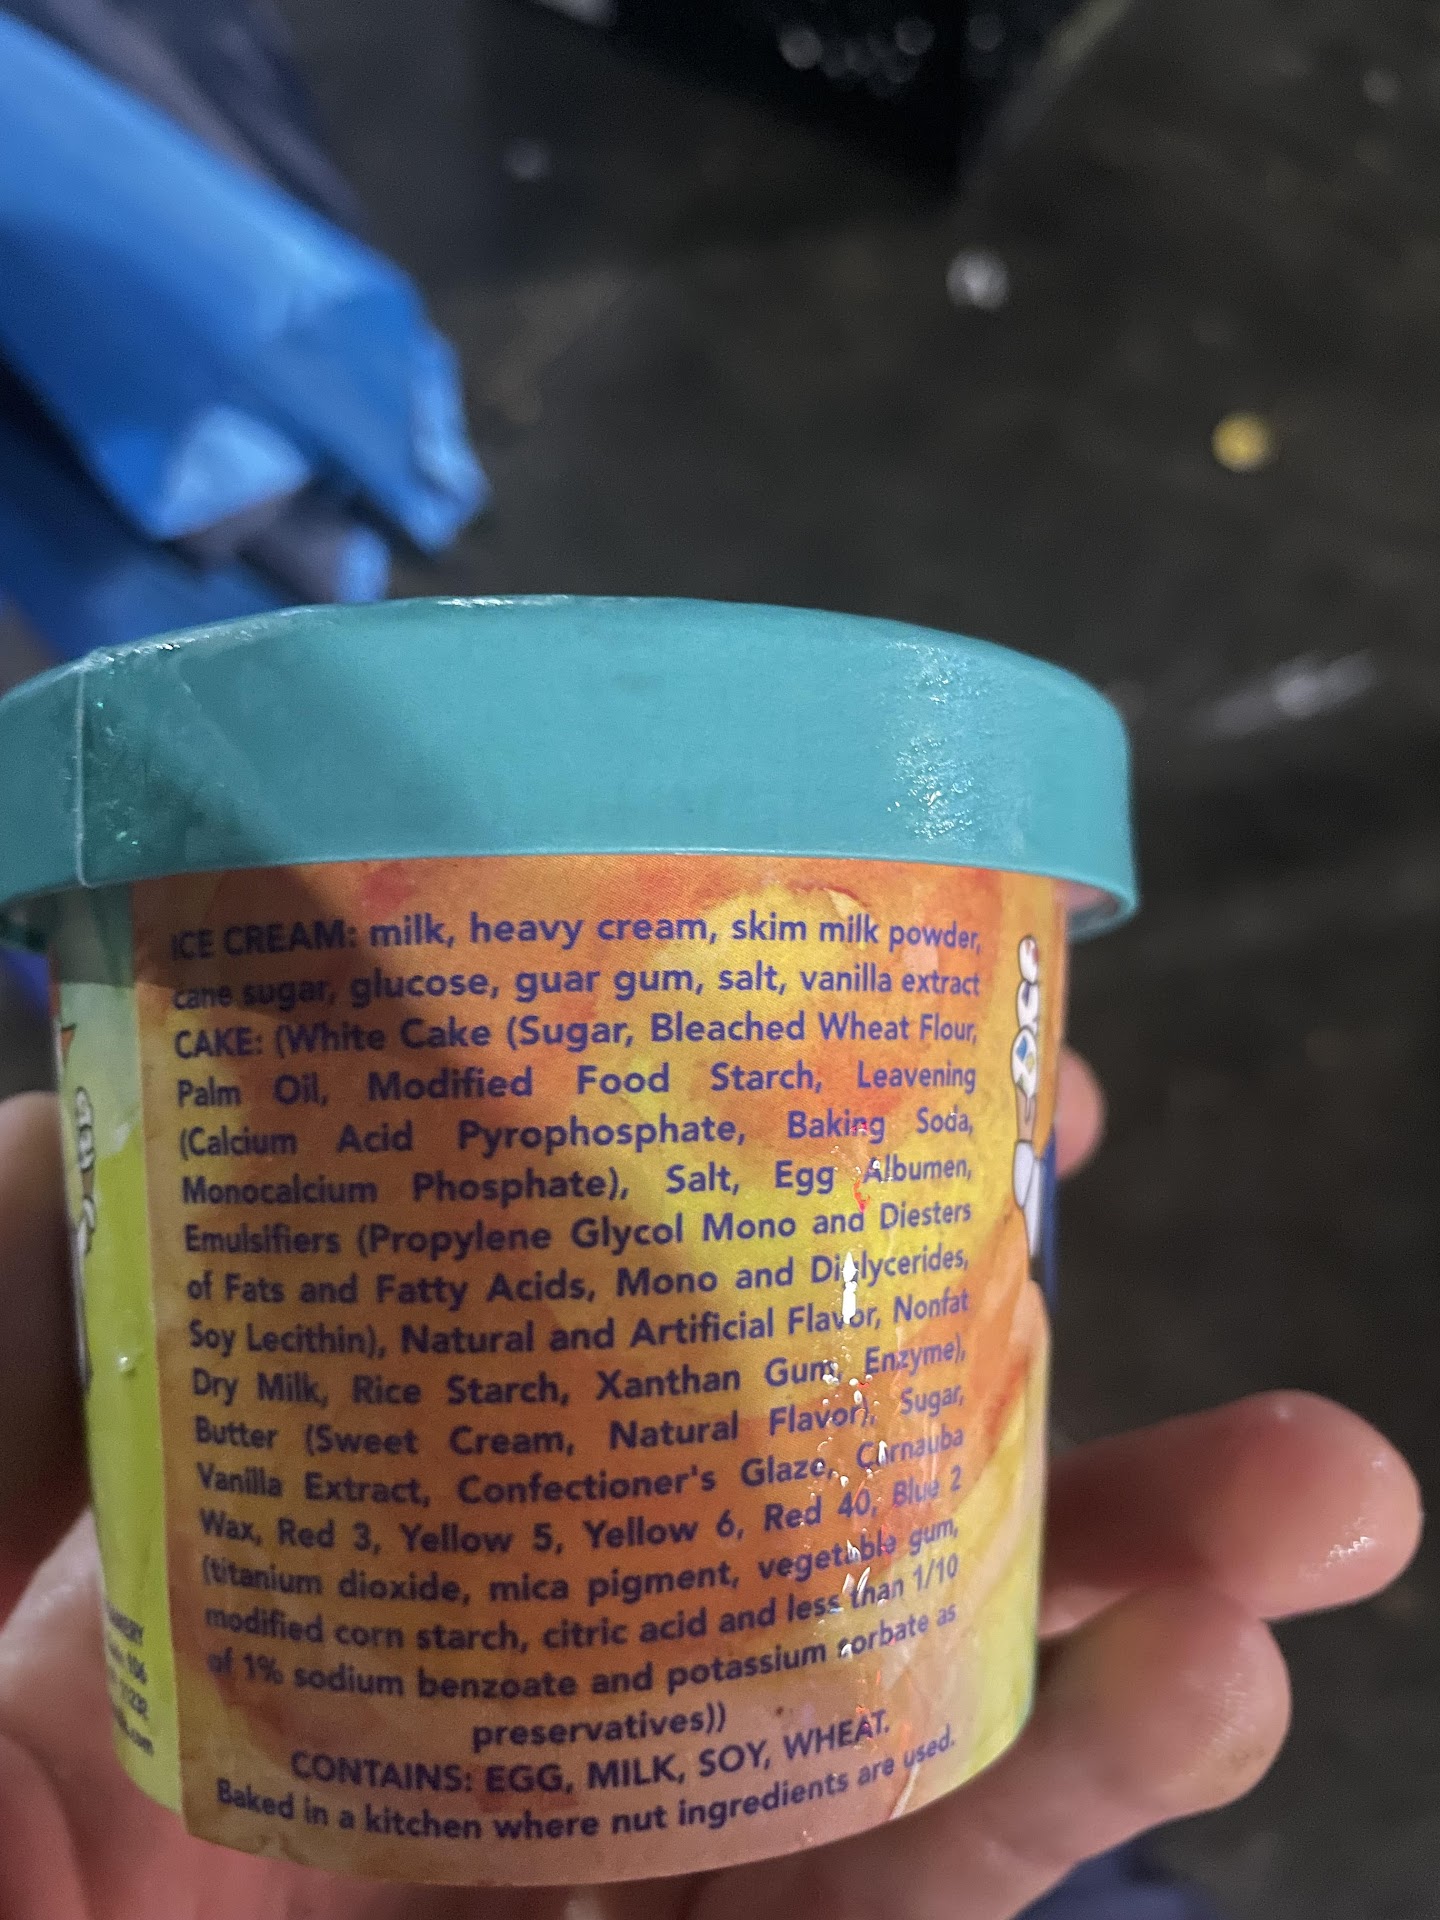 ICE CREAM: milk, heavy cream, skim milk powder,
cane sugar, glucose, guar gum, salt, vanilla extract
CAKE: (White Cake (Sugar, Bleached Wheat Flour,
Palm Oil, Modified Food Starch, Leavening
(Calcium Acid Pyrophosphate, Baking Soda,
Monocalcium Phosphate), Salt, Egg Albumen,
Emulsifiers (Propylene Glycol Mono and Diesters
of Fats and Fatty Acids, Mono and Diglycerides,
Soy Lecithin), Natural and Artificial Flavor, Nonfat
Dry Milk, Rice Starch, Xanthan Gum, Enzyme),
Butter (Sweet Cream, Natural Flavor), Sugar,
Vanilla Extract, Confectioner's Glaze, Carnauba
Wax, Red 3, Yellow 5, Yellow 6, Red 40, Blue 2
(titanium dioxide, mica pigment, vegetable gum,
modified corn starch, citric acid and less than 1/10
of 1% sodium benzoate and potassium sorbate as
preservatives))
CONTAINS: EGG, MILK, SOY, WHEAT.
Baked in a kitchen where nut ingredients are used.